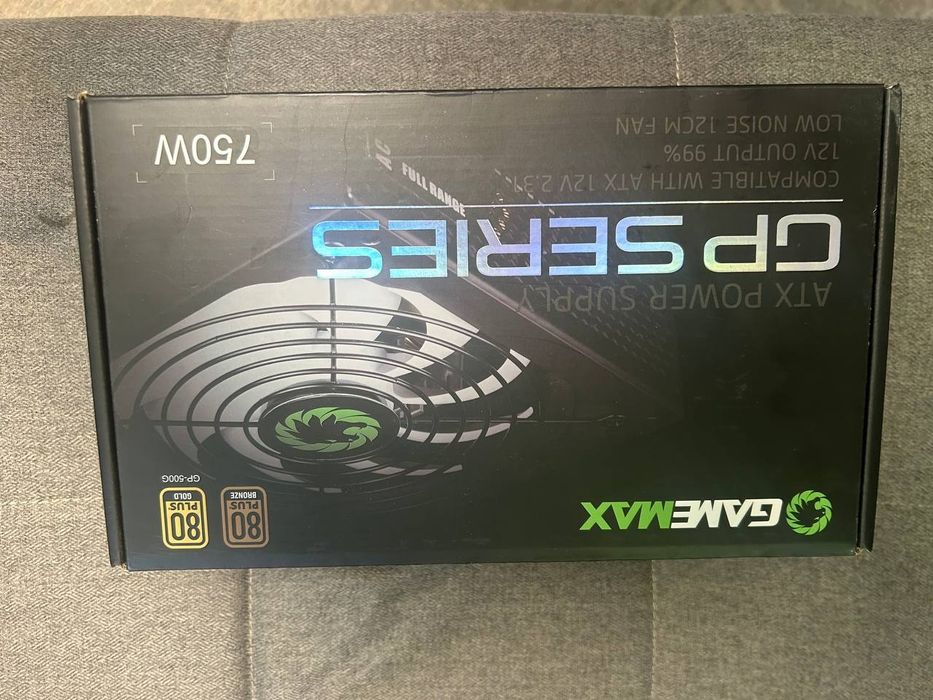 GAMEMAX
80 PLUS BRONZE
80 PLUS GOLD
GP-500G
ATX POWER SUPPLY
GP SERIES
COMPATIBLE WITH ATX 12V 2.31
12V OUTPUT 99%
LOW NOISE 12CM FAN
AC
FULL RANGE
750W